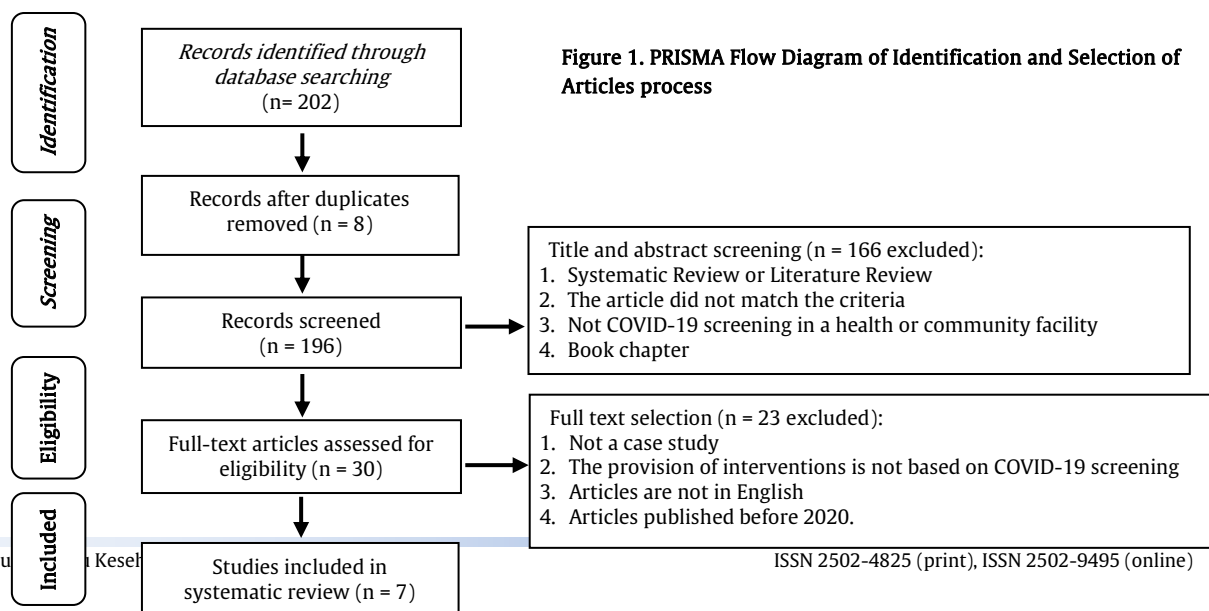 Identification
Records identified through
database searching
(n= 202)
Figure 1. PRISMA Flow Diagram of Identification and Selection of
Articles process
Screening
Records after duplicates
removed (n = 8)
Records screened
(n = 196)
Title and abstract screening (n = 166 excluded):
1. Systematic Review or Literature Review
2. The article did not match the criteria
3. Not COVID-19 screening in a health or community facility
4. Book chapter
Eligibility
Full-text articles assessed for
eligibility (n = 30)
Full text selection (n = 23 excluded):
1. Not a case study
2. The provision of interventions is not based on COVID-19 screening
3. Articles are not in English
4. Articles published before 2020.
Included
Studies included in
systematic review (n = 7)
ISSN 2502-4825 (print), ISSN 2502-9495 (online)